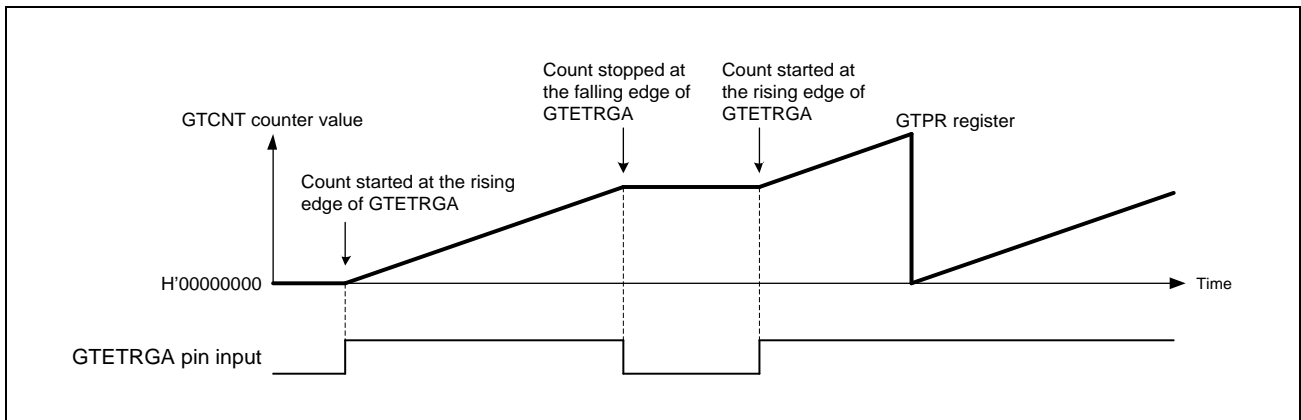 Count stopped at
the falling edge of
GTETRGA
Count started at
the rising edge of
GTETRGA
GTCNT counter value
GTPR register
Count started at the rising
edge of GTETRGA
H'00000000
Time
GTETRGA pin input